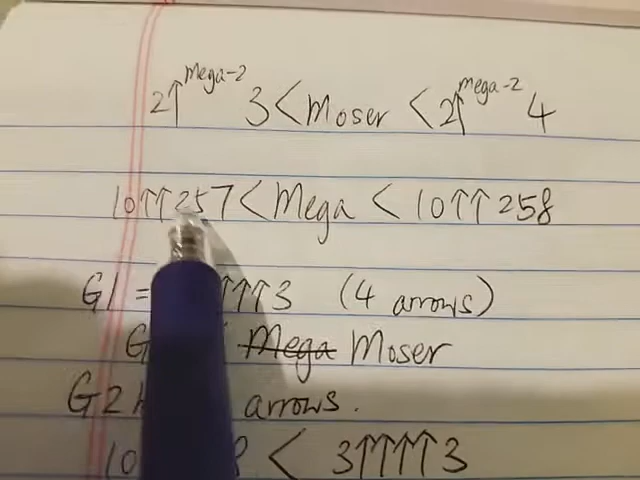 2↑^mega-2 3 < Moser < 2↑^mega-2 4
10↑↑257 < Mega < 10↑↑258
G1 = ↑↑↑3 (4 arrows)
G Mega Moser
G2 arrows.
10 < 3↑↑↑↑3